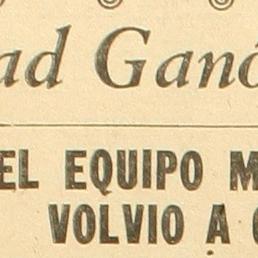 ad Ganó
EL EQUIPO M
VOLVIO A